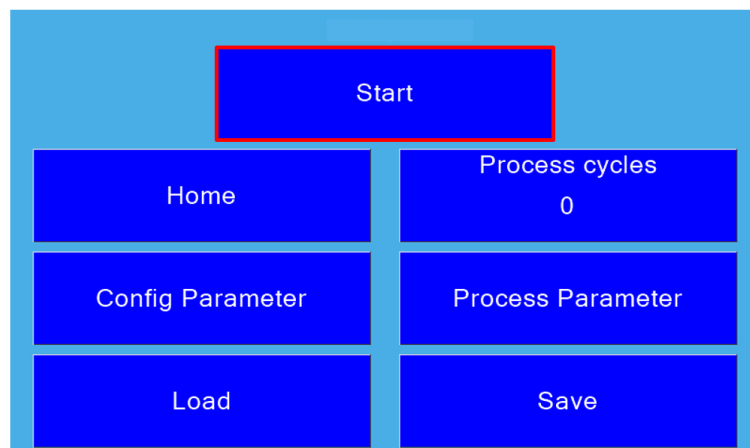 Start
Home
Process cycles
0
Config Parameter
Process Parameter
Load
Save